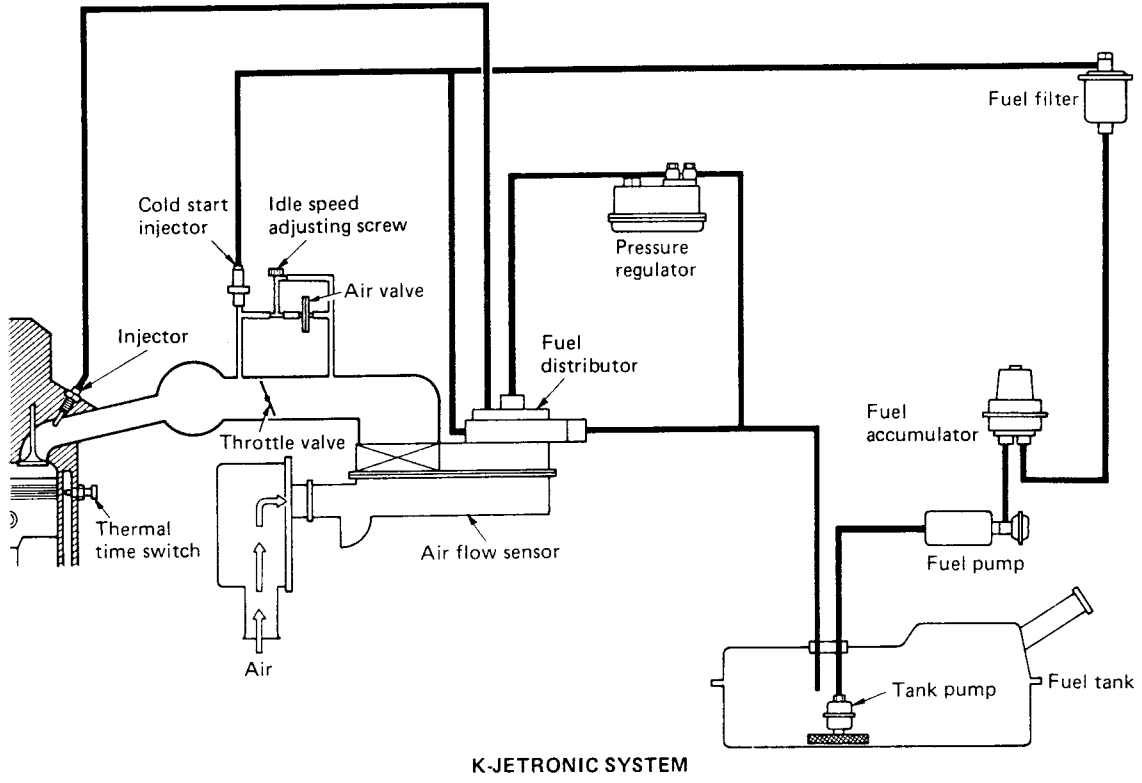 Fuel filter
Cold start
injector
Idle speed
adjusting screw
Pressure
regulator
Air valve
Injector
Fuel
distributor
Fuel
accumulator
Throttle valve
Thermal
time switch
Air flow sensor
Fuel pump
Air
Tank pump
Fuel tank
K-JETRONIC SYSTEM